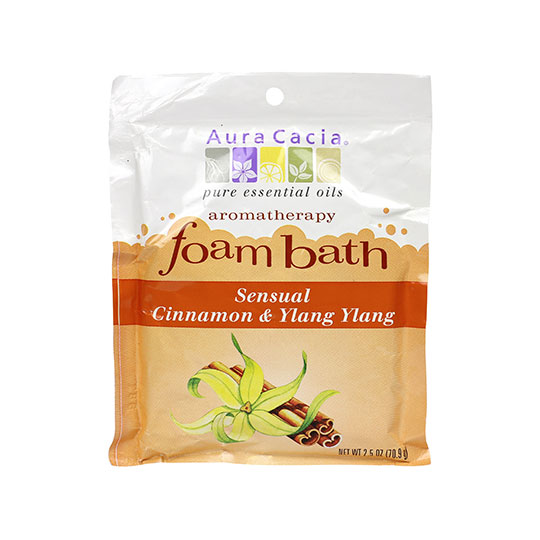 Aura Cacia®
pure essential oils
aromatherapy
foam bath
Sensual
Cinnamon & Ylang Ylang
NET WT 2.5 OZ (70.9 g)